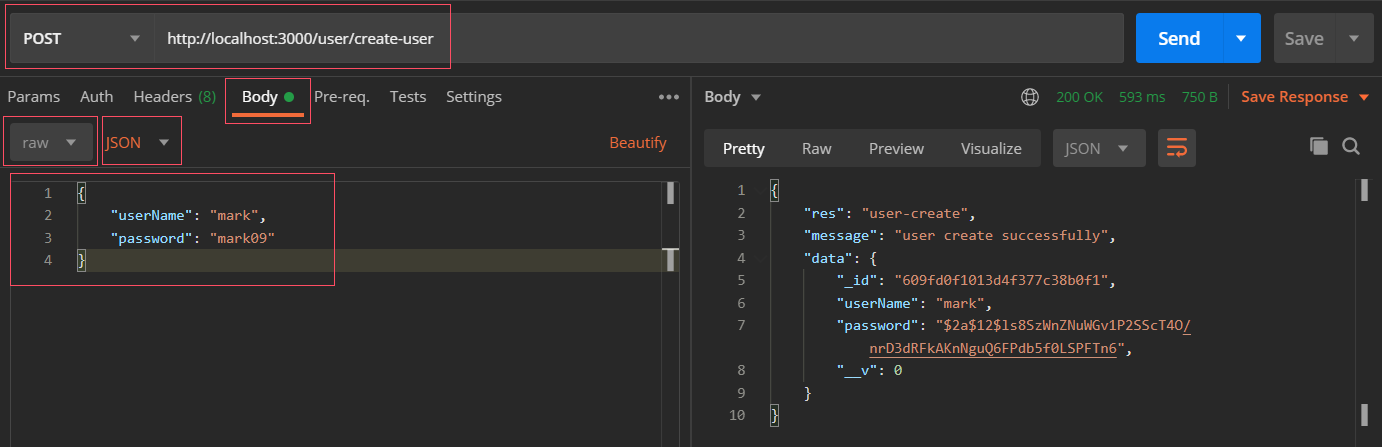 POST http://localhost:3000/user/create-user Send Save
Params Auth Headers (8) Body Pre-req. Tests Settings •••
raw JSON Beautify
1 {
2 "userName": "mark",
3 "password": "mark09"
4 }
Body 200 OK 593 ms 750 B Save Response
Pretty Raw Preview Visualize JSON
1 {
2 "res": "user-create",
3 "message": "user create successfully",
4 "data": {
5 "_id": "609fd0f1013d4f377c38b0f1",
6 "userName": "mark",
7 "password": "$2a$12$ls8SzWnZNuWGv1P2SScT4O/
nrD3dRFkAKnNguQ6FPdb5f0LSPFTn6",
8 "__v": 0
9 }
10 }